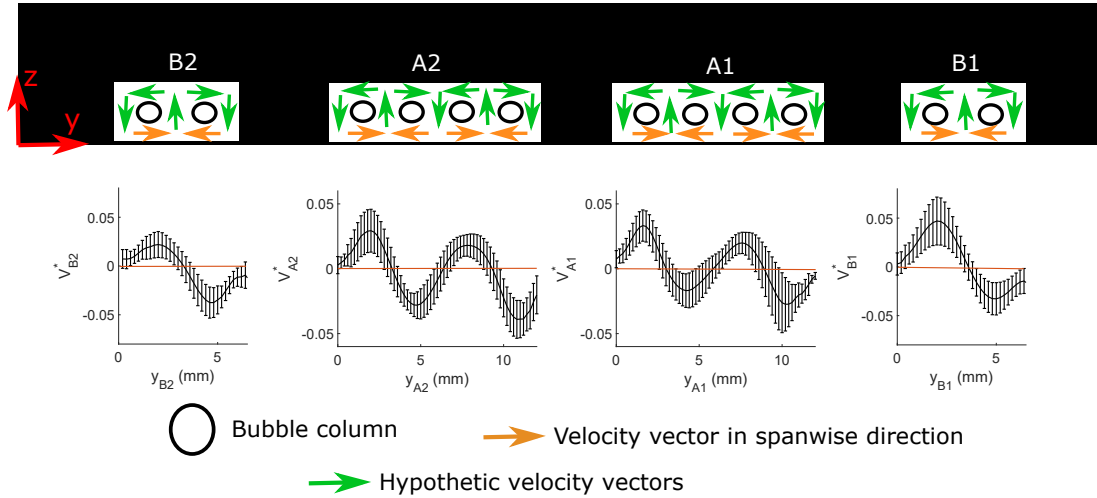 B2 A2 A1 B1
z
y
0.05 0.05 0.05 0.05
V*B2 V*A2 V*A1 V*B1
0 0 0 0
-0.05 -0.05 -0.05 -0.05
0 5 0 5 10 0 5 10 0 5
yB2 (mm) yA2 (mm) yA1 (mm) yB1 (mm)
Bubble column Velocity vector in spanwise direction
Hypothetic velocity vectors